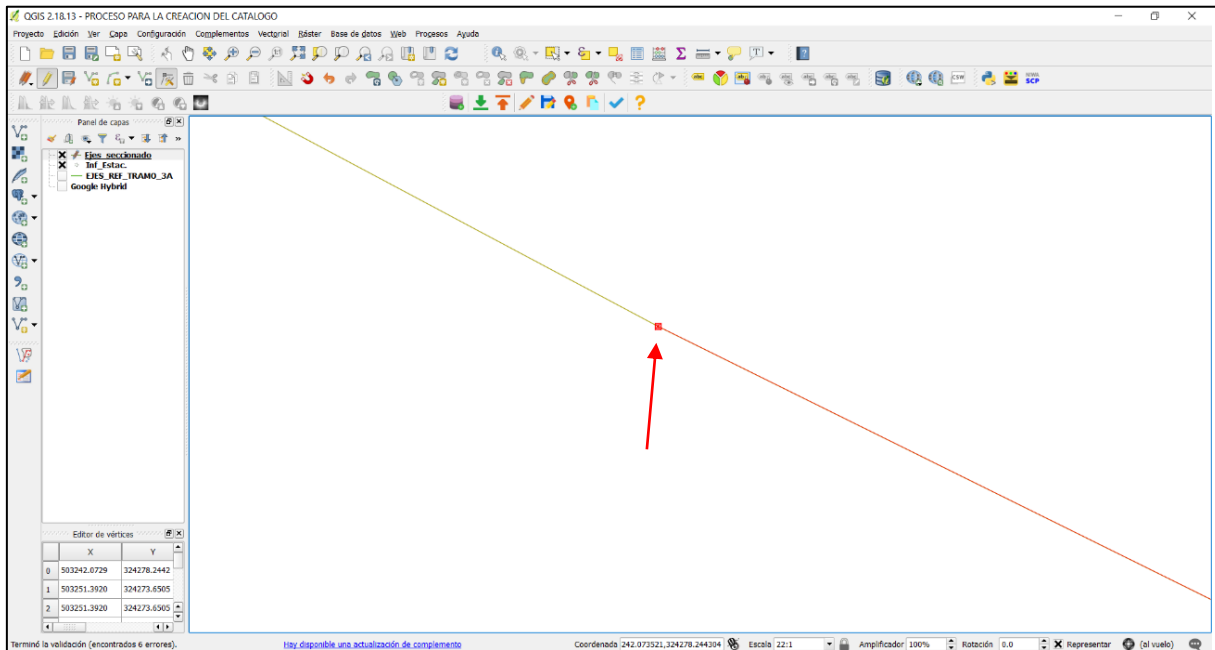 QGIS 2.18.13 - PROCESO PARA LA CREACION DEL CATALOGO
Proyecto Edición Ver Capa Configuración Complementos Vectorial Ráster Base de datos Web Procesos Ayuda
CSW
SCP
Panel de capas
Ejes_seccionado
Inf_Estac.
EJES_REF_TRAMO_3A
Google Hybrid
Editor de vértices
X Y
0 503242.0729 324278.2442
1 503251.3920 324273.6505
2 503251.3920 324273.6505
Terminó la validación (encontrados 6 errores). Hay disponible una actualización de complemento Coordenada 242.073521,324278.244304 Escala 22:1 Amplificador 100% Rotación 0.0 Representar (al vuelo)